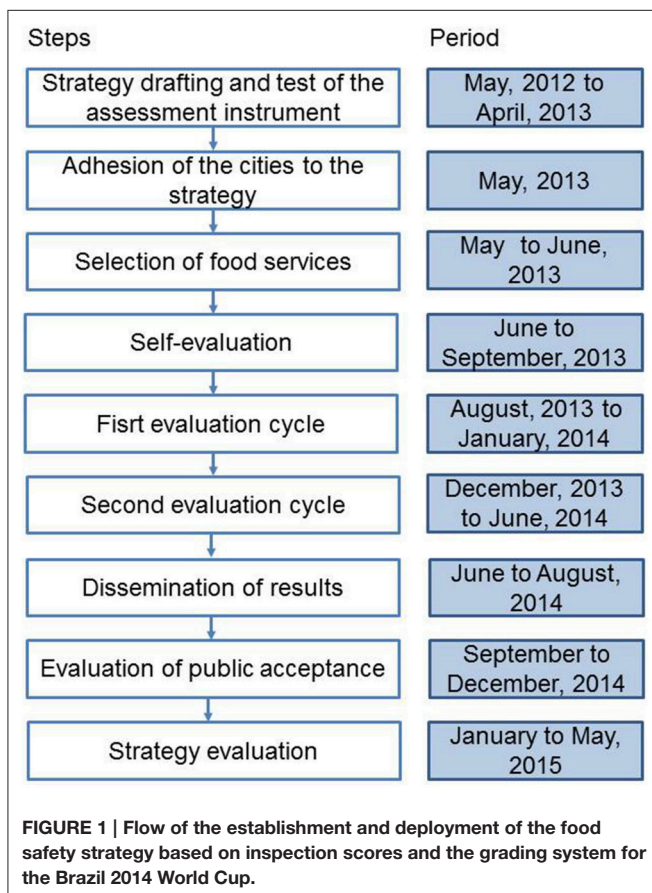 Steps
Period
Strategy drafting and test of the
assessment instrument
May, 2012 to
April, 2013
Adhesion of the cities to the
strategy
May, 2013
Selection of food services
May to June,
2013
Self-evaluation
June to
September, 2013
Fisrt evaluation cycle
August, 2013 to
January, 2014
Second evaluation cycle
December, 2013
to June, 2014
Dissemination of results
June to August,
2014
Evaluation of public acceptance
September to
December, 2014
Strategy evaluation
January to May,
2015
FIGURE 1 | Flow of the establishment and deployment of the food
safety strategy based on inspection scores and the grading system for
the Brazil 2014 World Cup.